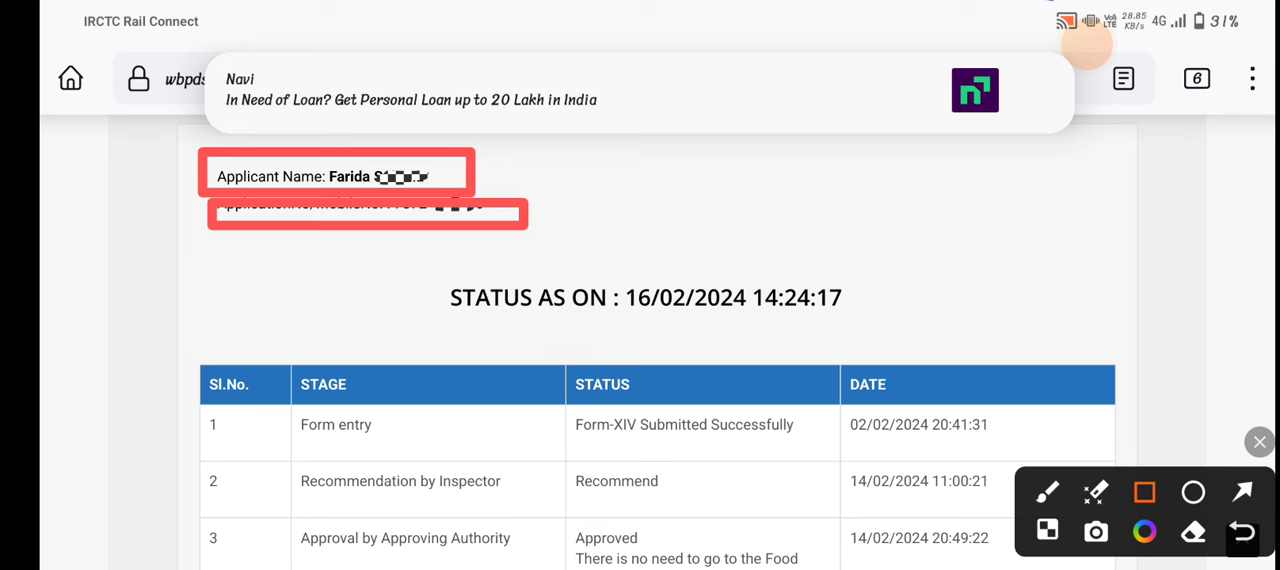 IRCTC Rail Connect
Vo) LTE 28.85 KB/s 4G 31%
wbpds
6
Navi
In Need of Loan? Get Personal Loan up to 20 Lakh in India
Applicant Name: Farida
STATUS AS ON : 16/02/2024 14:24:17
Sl.No. STAGE STATUS DATE
1 Form entry Form-XIV Submitted Successfully 02/02/2024 20:41:31
2 Recommendation by Inspector Recommend 14/02/2024 11:00:21
3 Approval by Approving Authority Approved 14/02/2024 20:49:22
There is no need to go to the Food